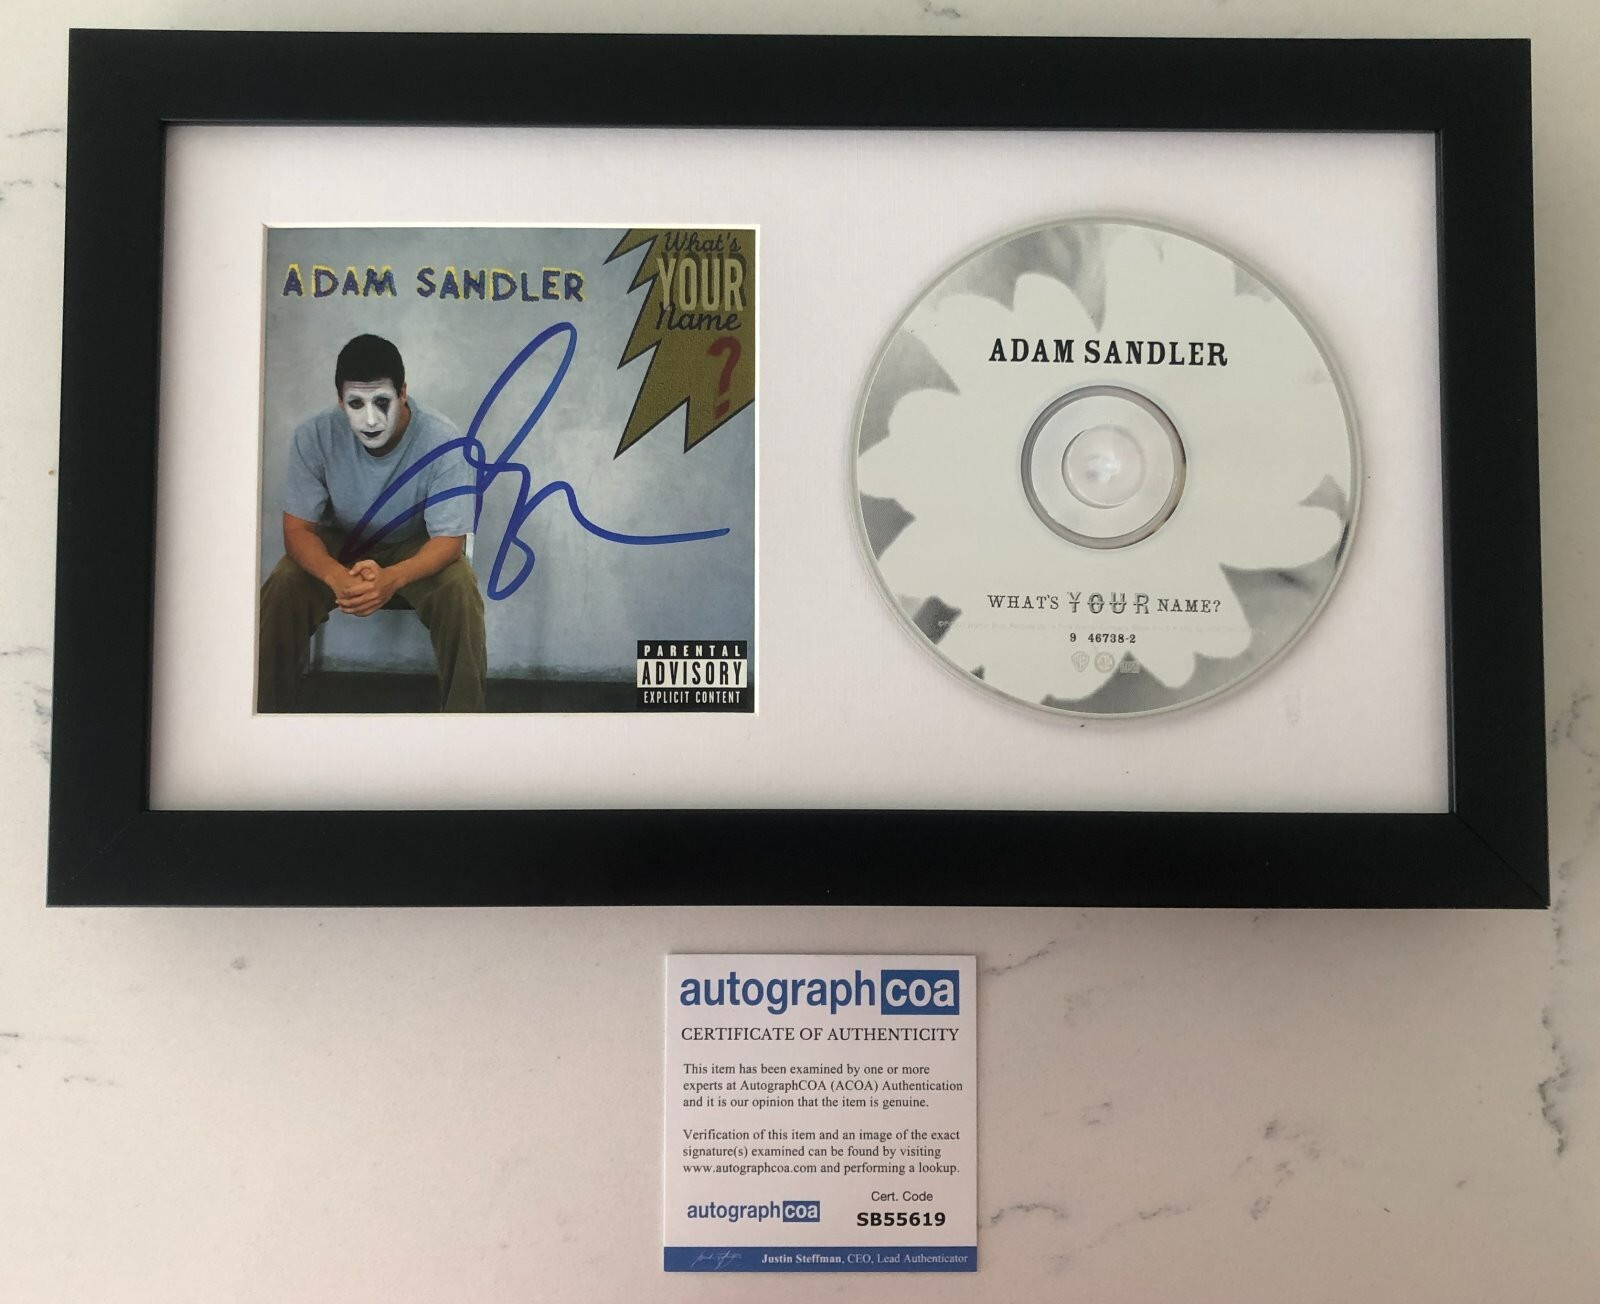 ADAM SANDLER
What's
YOUR
Name
?
PARENTAL
ADVISORY
EXPLICIT CONTENT
ADAM SANDLER
WHAT'S YOUR NAME?
9 46738-2
autographcoa
CERTIFICATE OF AUTHENTICITY
This item has been examined by one or more
experts at AutographCOA (ACOA) Authentication
and it is our opinion that the item is genuine.
Verification of this item and an image of the exact
signature(s) examined can be found by visiting
www.autographcoa.com and performing a lookup.
autographcoa
Cert. Code
SB55619
Justin Steffman, CEO, Lead Authenticator